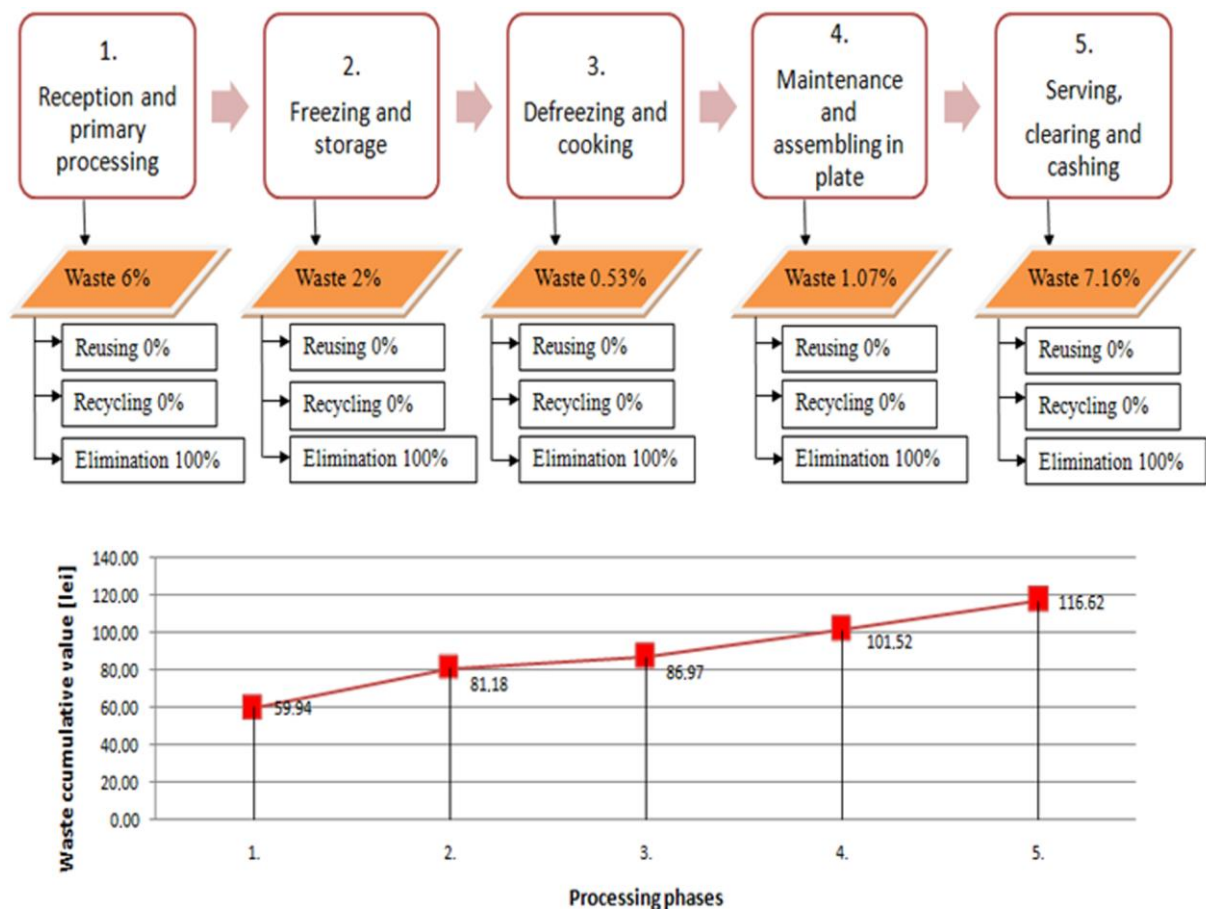 1.
Reception and
primary
processing
2.
Freezing and
storage
3.
Defreezing and
cooking
4.
Maintenance
and
assembling in
plate
5.
Serving,
clearing and
cashing
Waste 6%
Waste 2%
Waste 0.53%
Waste 1.07%
Waste 7.16%
Reusing 0%
Recycling 0%
Elimination 100%
Reusing 0%
Recycling 0%
Elimination 100%
Reusing 0%
Recycling 0%
Elimination 100%
Reusing 0%
Recycling 0%
Elimination 100%
Reusing 0%
Recycling 0%
Elimination 100%
Waste ccumulative value [lei]
140.00
120.00
100.00
80.00
60.00
40.00
20.00
0.00
59.94
81,18
86,97
101,52
116.62
1.
2.
3.
4.
5.
Processing phases